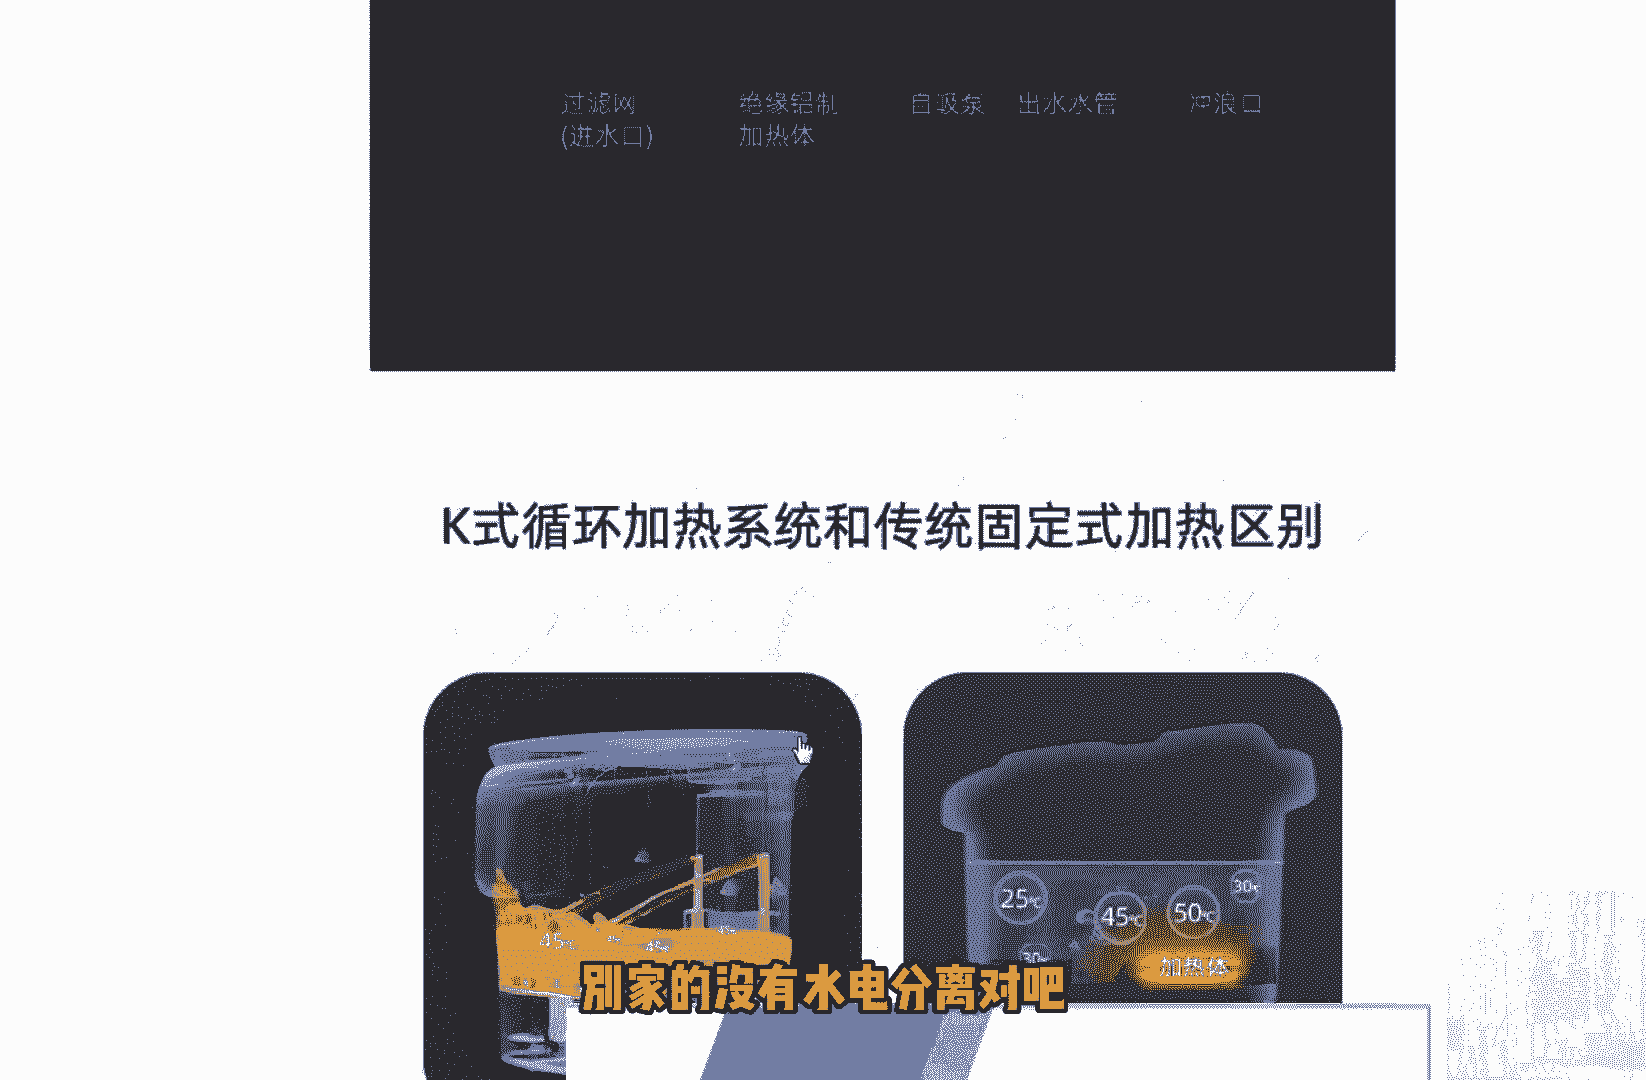 过滤网 绝缘铝制 自吸泵 出水水管 冲浪口
(进水口) 加热体
K式循环加热系统和传统固定式加热区别
25℃ 45℃ 50℃ 30℃
45℃ 45℃
加热体
别家的没有水电分离对吧